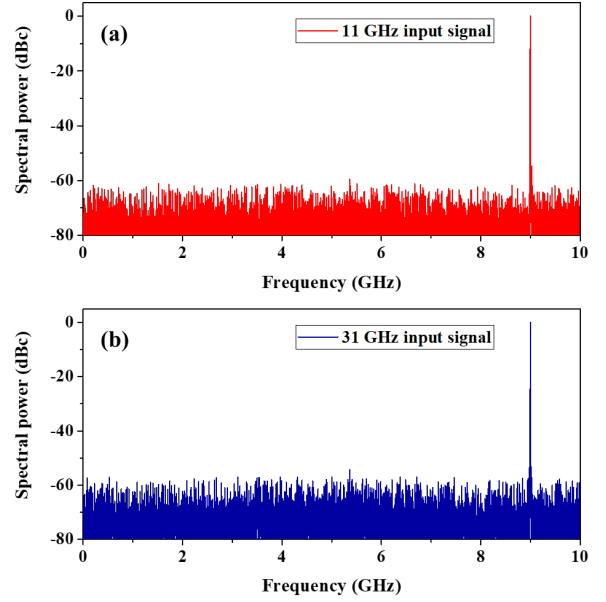 (a)
11 GHz input signal
Spectral power (dBc)
0
-20
-40
-60
-80
0 2 4 6 8 10
Frequency (GHz)
(b)
31 GHz input signal
Spectral power (dBc)
0
-20
-40
-60
-80
0 2 4 6 8 10
Frequency (GHz)